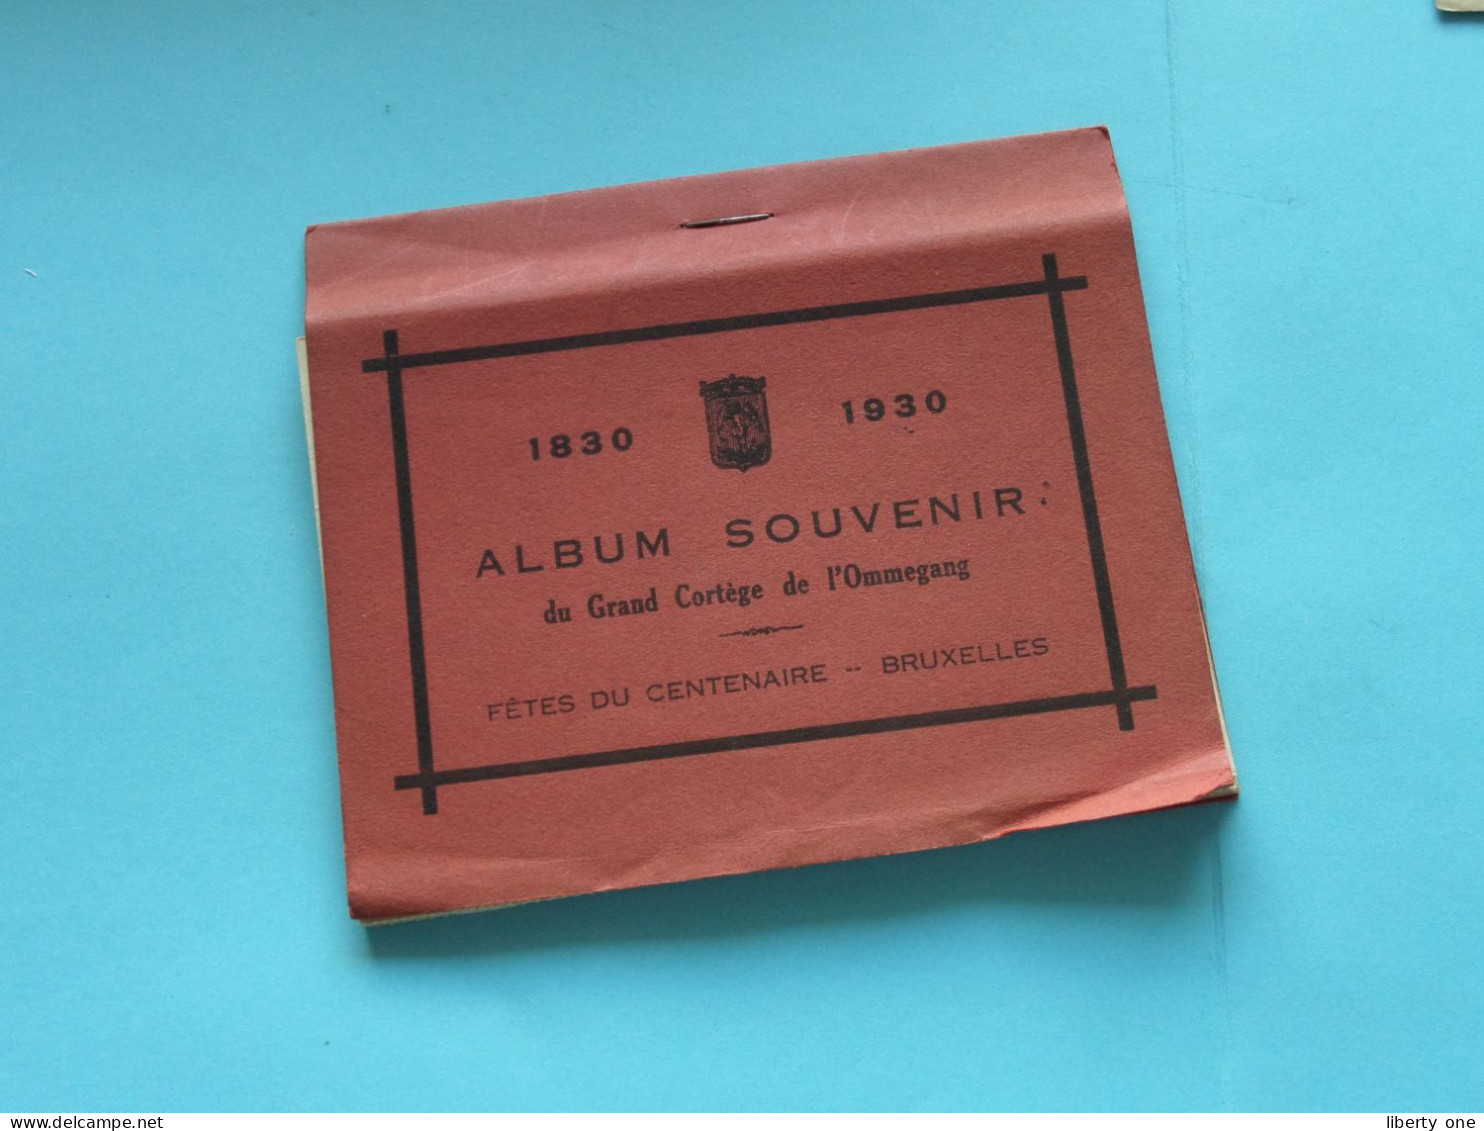 1830 1930
ALBUM SOUVENIR
du Grand Cortège de l'Ommegang
FÊTES DU CENTENAIRE -- BRUXELLES
www.delcampe.net
liberty one